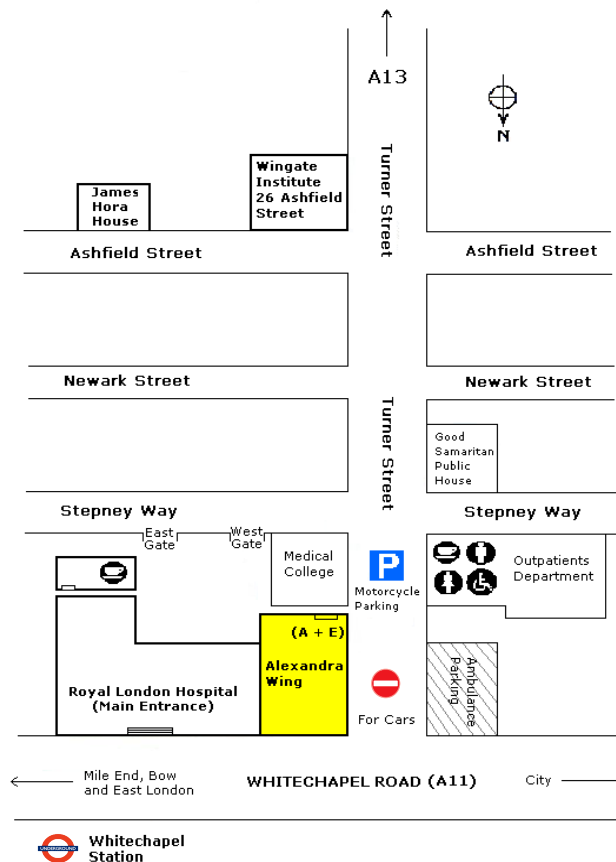 A13
N
Turner Street
Wingate
Institute
26 Ashfield
Street
James
Hora
House
Ashfield Street
Ashfield Street
Newark Street
Newark Street
Turner Street
Good
Samaritan
Public
House
Stepney Way
Stepney Way
East
Gate
West
Gate
Medical
College
P
Motorcycle
Parking
Outpatients
Department
(A + E)
Alexandra
Wing
Royal London Hospital
(Main Entrance)
Ambulance
Parking
For Cars
Mile End, Bow
and East London
WHITECHAPEL ROAD (A11)
City
UNDERGROUND
Whitechapel
Station